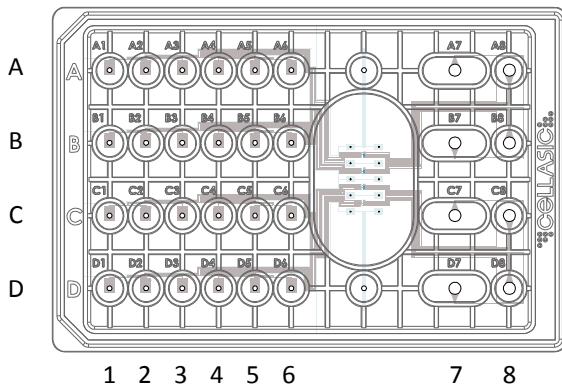 A1 A2 A3 A4 A5 A6 A7 A8
A A
B1 B2 B3 B4 B5 B6 B7 B8
B B
C1 C2 C3 C4 C5 C6 C7 C8
C C
D1 D2 D3 D4 D5 D6 D7 D8
D D
CELLASIC
1 2 3 4 5 6 7 8